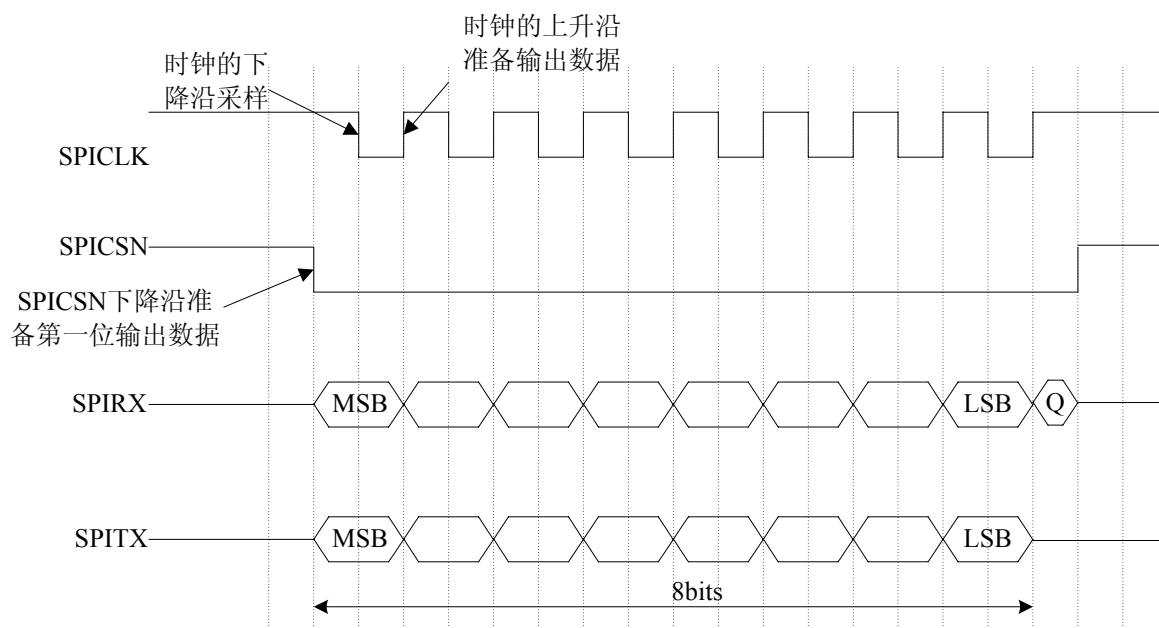 时钟的上升沿
准备输出数据
时钟的下
降沿采样
SPICLK
SPICSN
SPICSN下降沿准
备第一位输出数据
SPIRX
MSB
LSB
Q
SPITX
MSB
LSB
8bits